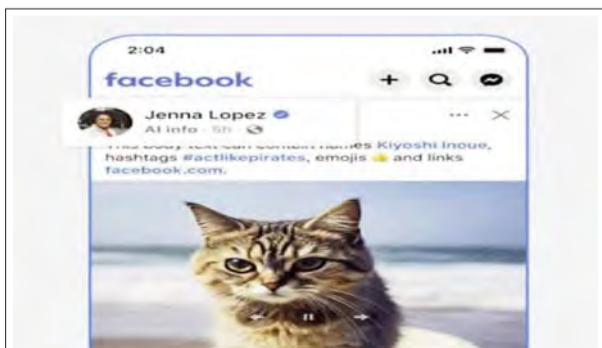 2:04
facebook
Jenna Lopez
AI info · 5h ·
This body text can contain names Kiyoshi Inoue,
hashtags #actlikepirates, emojis 👍 and links
facebook.com.